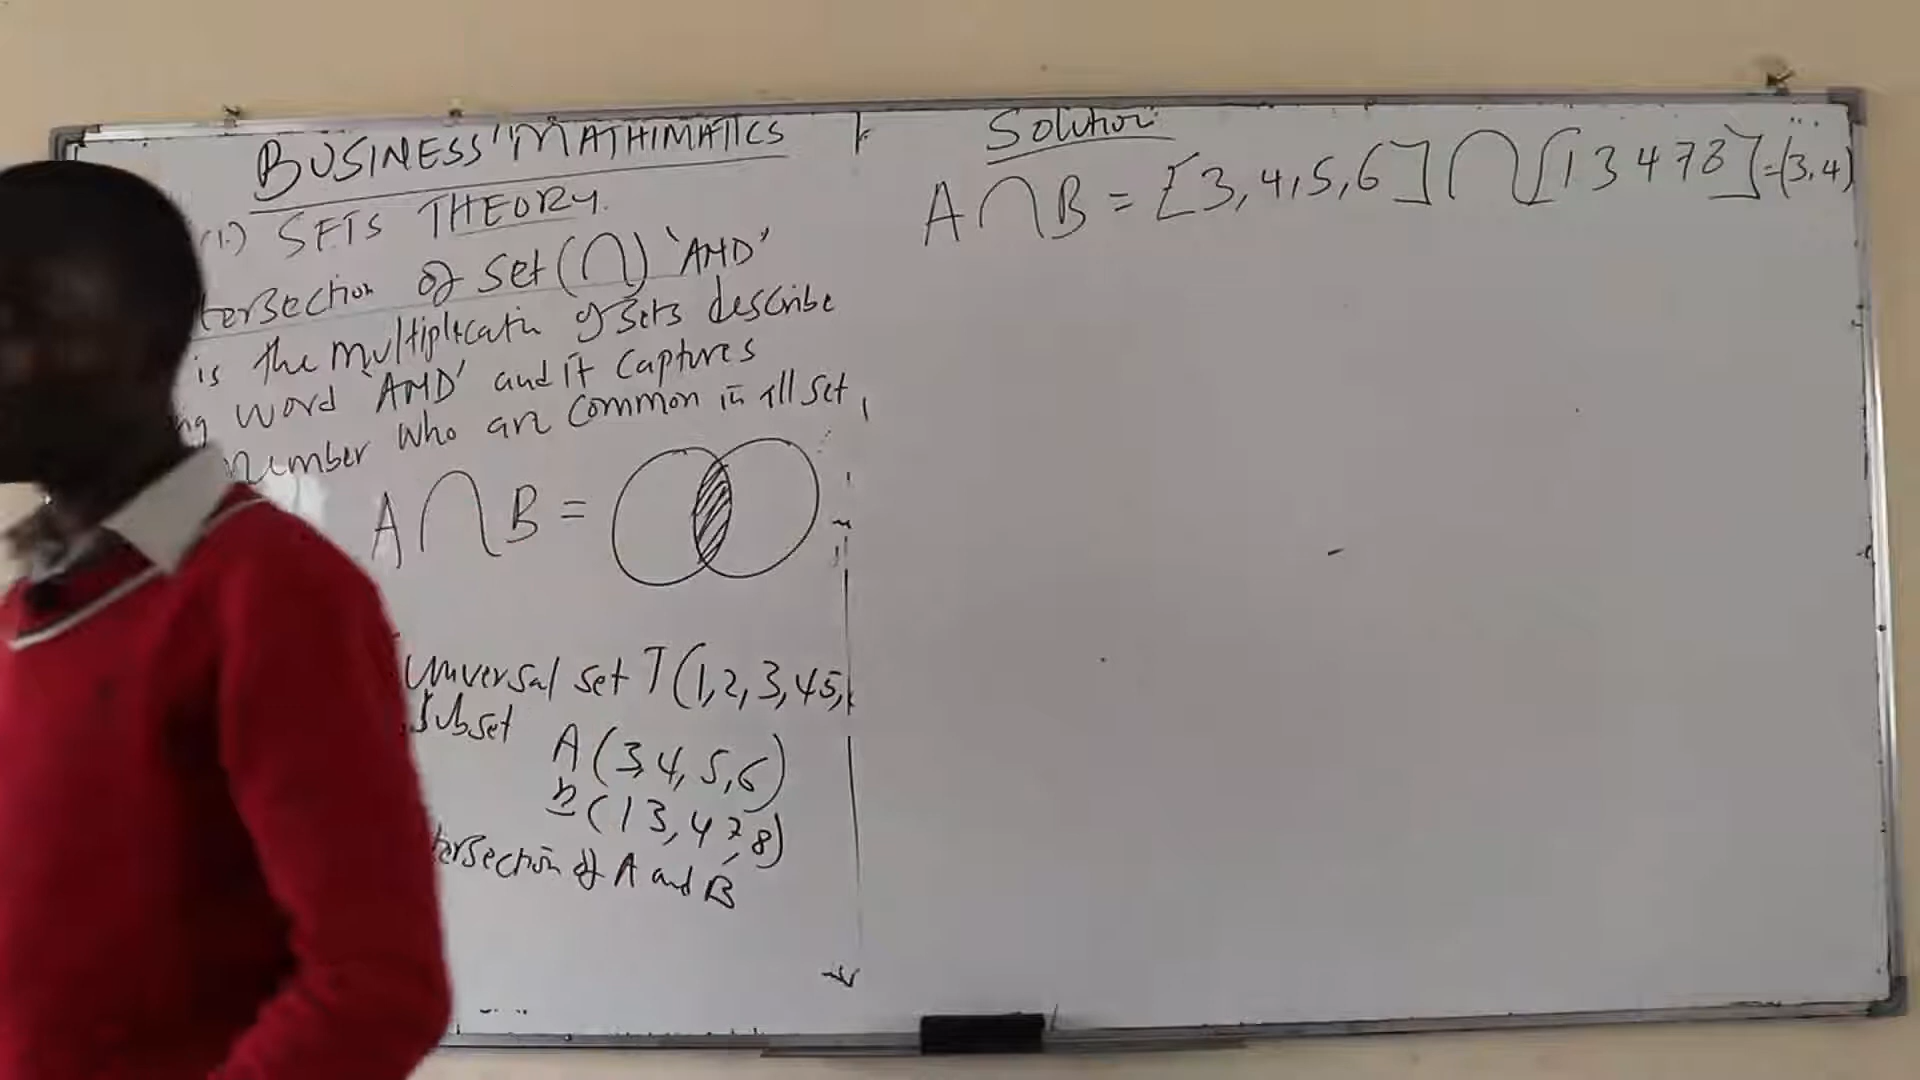 BUSINESS MATHIMATICS
(1.) SETS THEORY.
tersection of set (∩) 'AND'
is the multiplicatin of sets describe
ng word 'AND' and it captures
member who are common in all set
A ∩ B =
Universal set T (1, 2, 3, 4 5,
Subset
A (3, 4, 5, 6)
B (1 3, 4 7, 8)
tersection of A and B
Solution
A ∩ B = [3, 4, 5, 6] ∩ [1 3 4 7 8] = (3, 4)